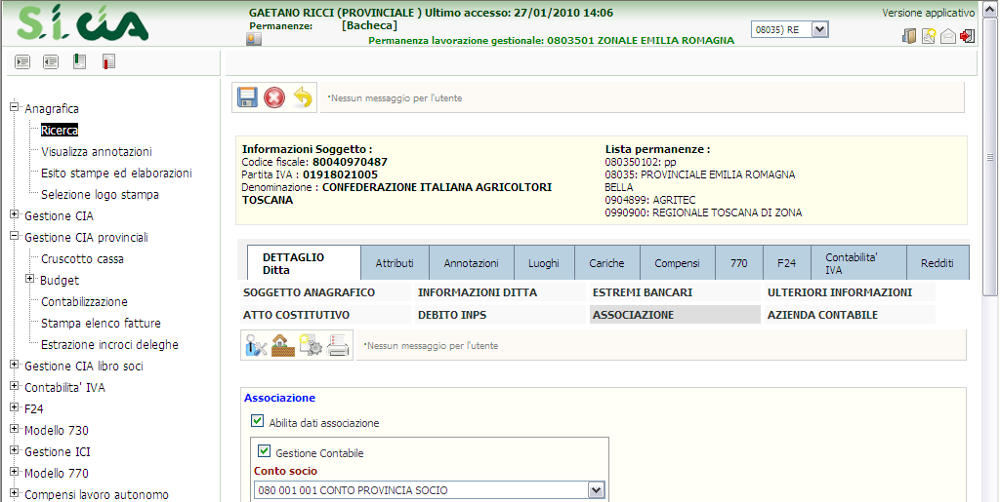 S.I. CIA
GAETANO RICCI (PROVINCIALE ) Ultimo accesso: 27/01/2010 14:06
Permanenze: [Bacheca]
Permanenza lavorazione gestionale: 0803501 ZONALE EMILIA ROMAGNA
08035) RE
Versione applicativo
Anagrafica
Ricerca
Visualizza annotazioni
Esito stampe ed elaborazioni
Selezione logo stampa
Gestione CIA
Gestione CIA provinciali
Cruscotto cassa
Budget
Contabilizzazione
Stampa elenco fatture
Estrazione incroci deleghe
Gestione CIA libro soci
Contabilita' IVA
F24
Modello 730
Gestione ICI
Modello 770
Compensi lavoro autonomo
·Nessun messaggio per l'utente
Informazioni Soggetto :
Codice fiscale: 80040970487
Partita IVA : 01918021005
Denominazione : CONFEDERAZIONE ITALIANA AGRICOLTORI
TOSCANA
Lista permanenze :
080350102: pp
08035: PROVINCIALE EMILIA ROMAGNA
BELLA
0904899: AGRITEC
0990900: REGIONALE TOSCANA DI ZONA
DETTAGLIO
Ditta
Attributi
Annotazioni
Luoghi
Cariche
Compensi
770
F24
Contabilita'
IVA
Redditi
SOGGETTO ANAGRAFICO INFORMAZIONI DITTA ESTREMI BANCARI ULTERIORI INFORMAZIONI
ATTO COSTITUTIVO DEBITO INPS ASSOCIAZIONE AZIENDA CONTABILE
·Nessun messaggio per l'utente
Associazione
Abilita dati associazione
Gestione Contabile
Conto socio
080 001 001 CONTO PROVINCIA SOCIO